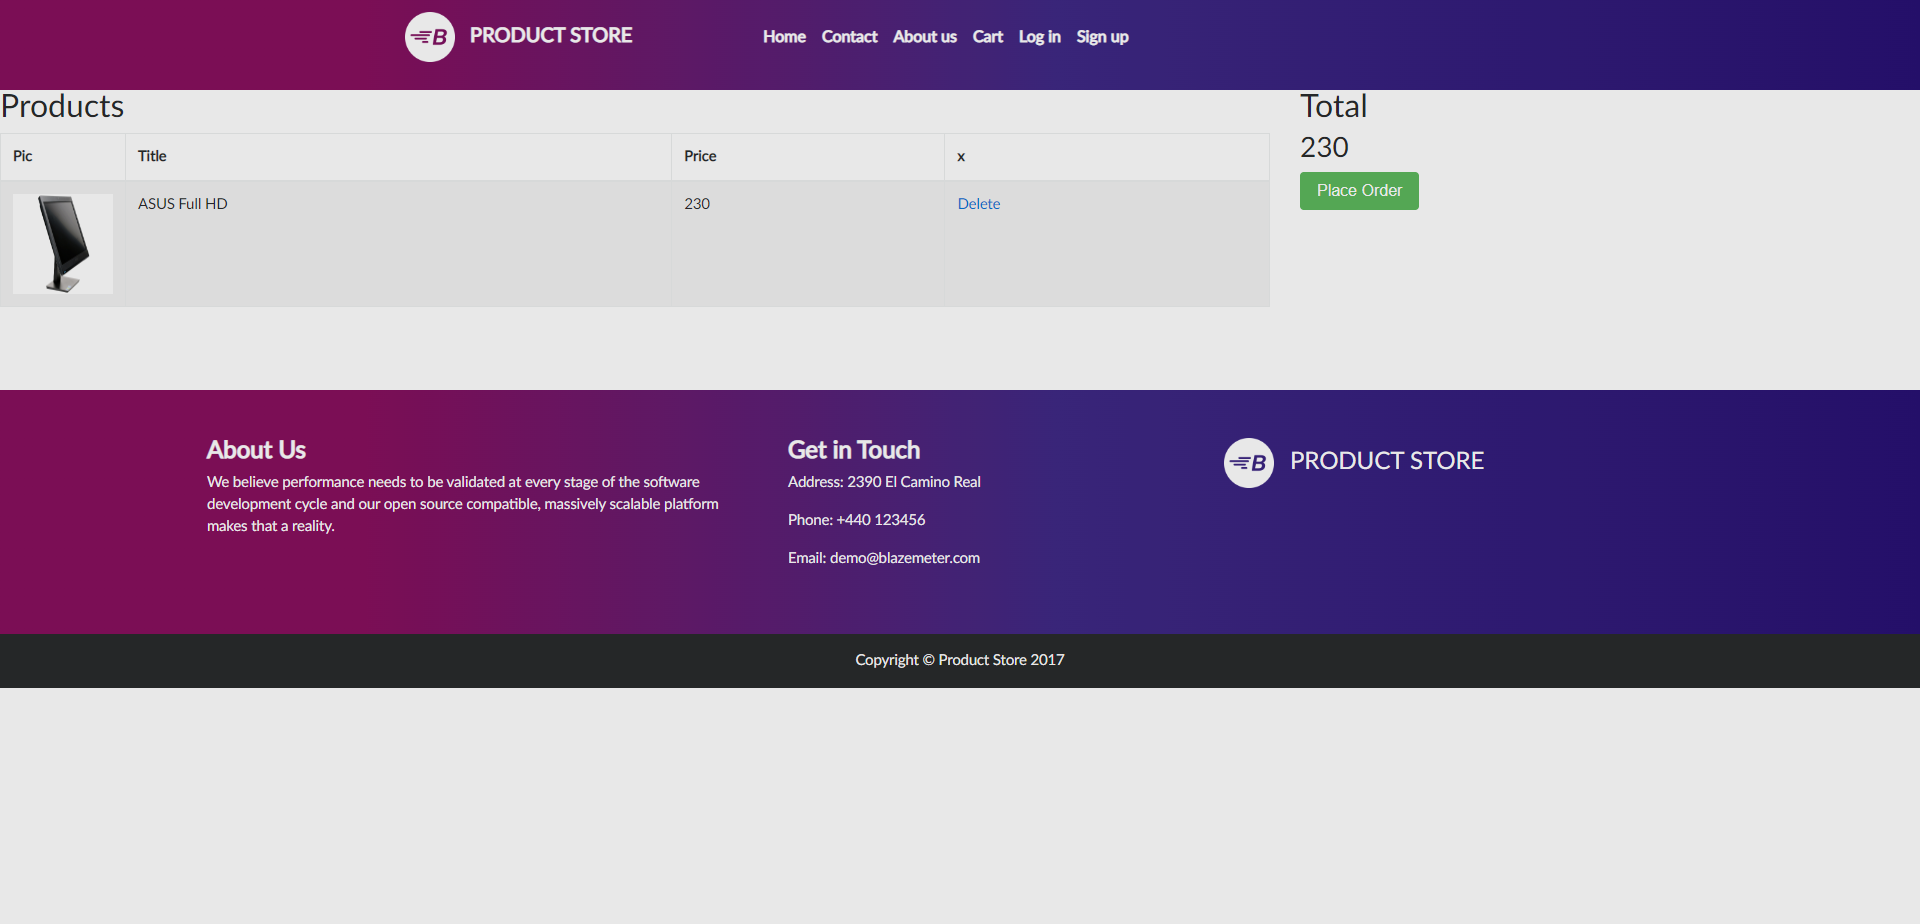 B PRODUCT STORE Home Contact About us Cart Log in Sign up
Products
Pic Title Price x
ASUS Full HD 230 Delete
Total
230
Place Order
About Us
We believe performance needs to be validated at every stage of the software
development cycle and our open source compatible, massively scalable platform
makes that a reality.
Get in Touch
Address: 2390 El Camino Real
Phone: +440 123456
Email: demo@blazemeter.com
B PRODUCT STORE
Copyright © Product Store 2017